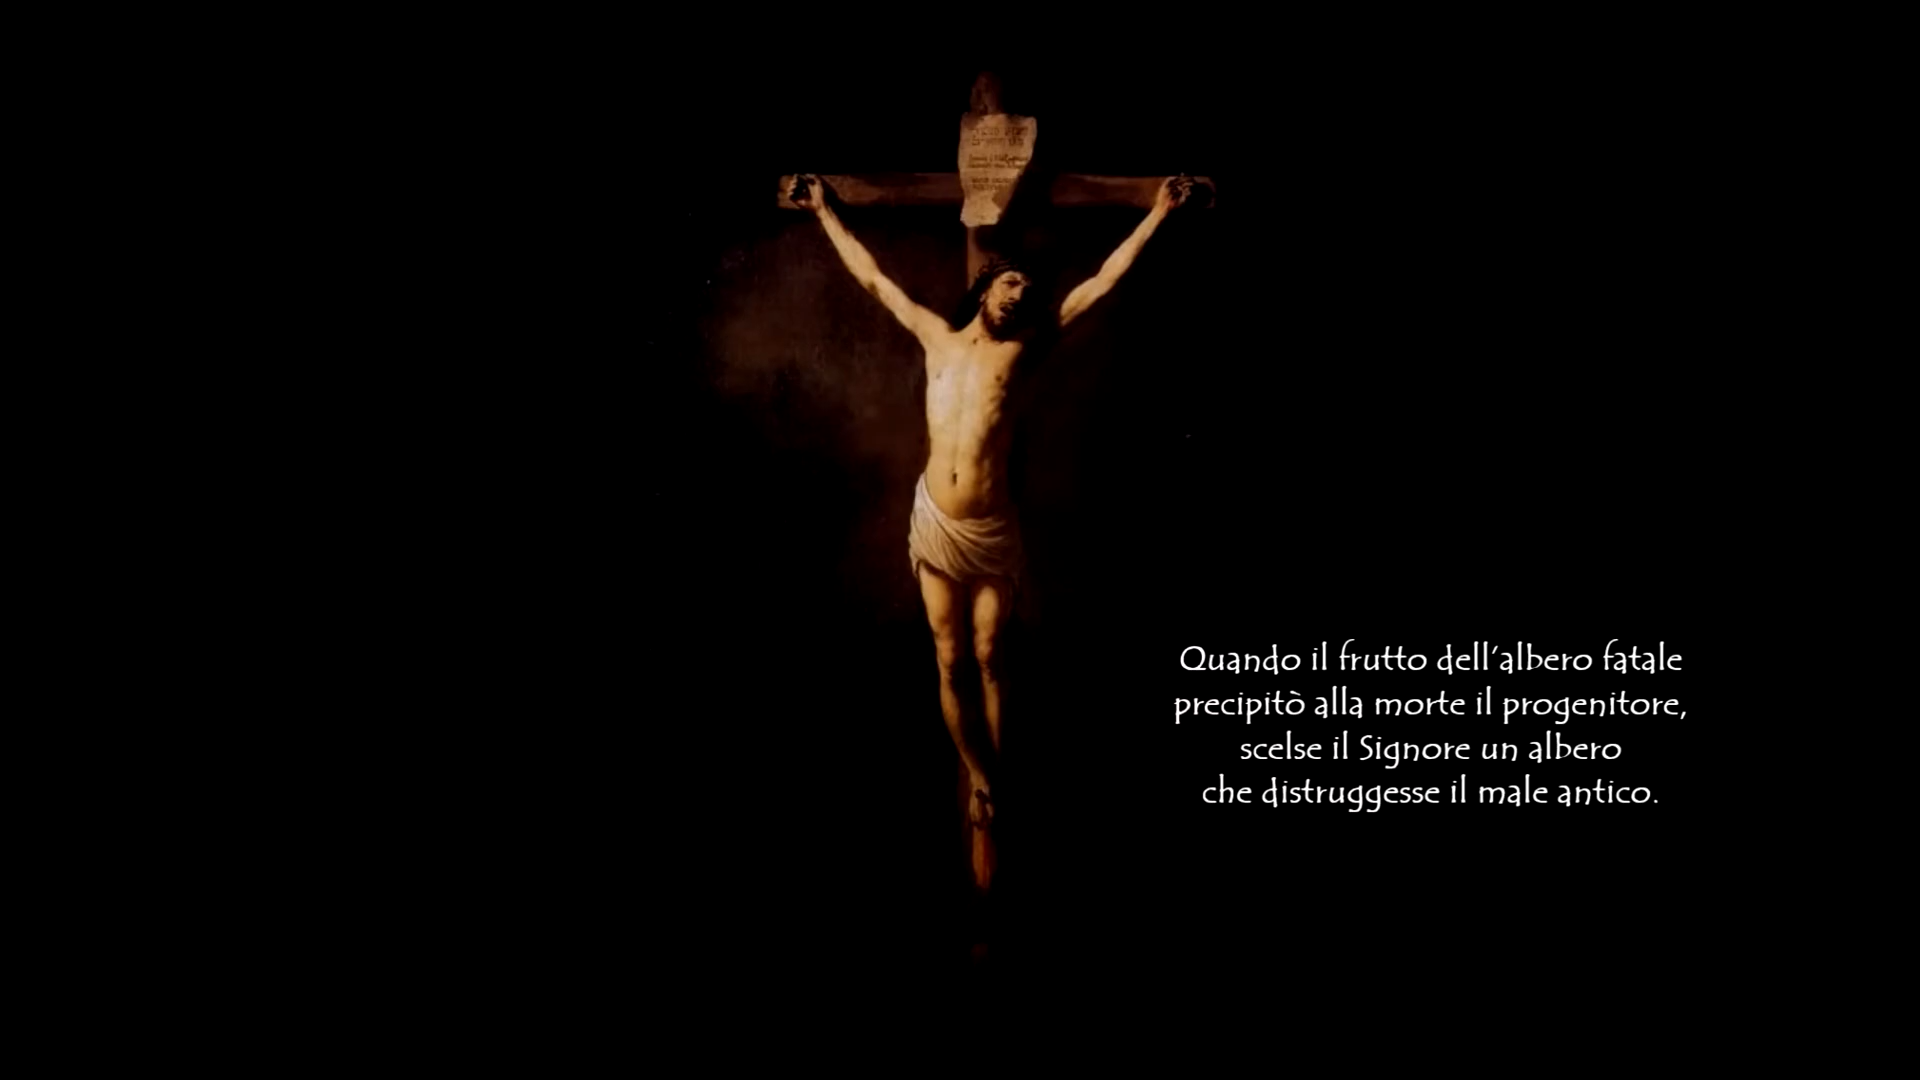 Quando il frutto dell’albero fatale
precipitò alla morte il progenitore,
scelse il Signore un albero
che distruggesse il male antico.